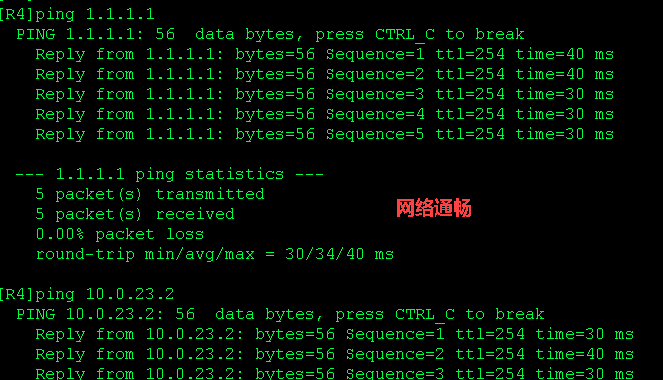 [R4]ping 1.1.1.1
PING 1.1.1.1: 56 data bytes, press CTRL_C to break
Reply from 1.1.1.1: bytes=56 Sequence=1 ttl=254 time=40 ms
Reply from 1.1.1.1: bytes=56 Sequence=2 ttl=254 time=40 ms
Reply from 1.1.1.1: bytes=56 Sequence=3 ttl=254 time=30 ms
Reply from 1.1.1.1: bytes=56 Sequence=4 ttl=254 time=30 ms
Reply from 1.1.1.1: bytes=56 Sequence=5 ttl=254 time=30 ms
--- 1.1.1.1 ping statistics ---
5 packet(s) transmitted
5 packet(s) received
网络通畅
0.00% packet loss
round-trip min/avg/max = 30/34/40 ms
[R4]ping 10.0.23.2
PING 10.0.23.2: 56 data bytes, press CTRL_C to break
Reply from 10.0.23.2: bytes=56 Sequence=1 ttl=254 time=30 ms
Reply from 10.0.23.2: bytes=56 Sequence=2 ttl=254 time=40 ms
Reply from 10.0.23.2: bytes=56 Sequence=3 ttl=254 time=30 ms